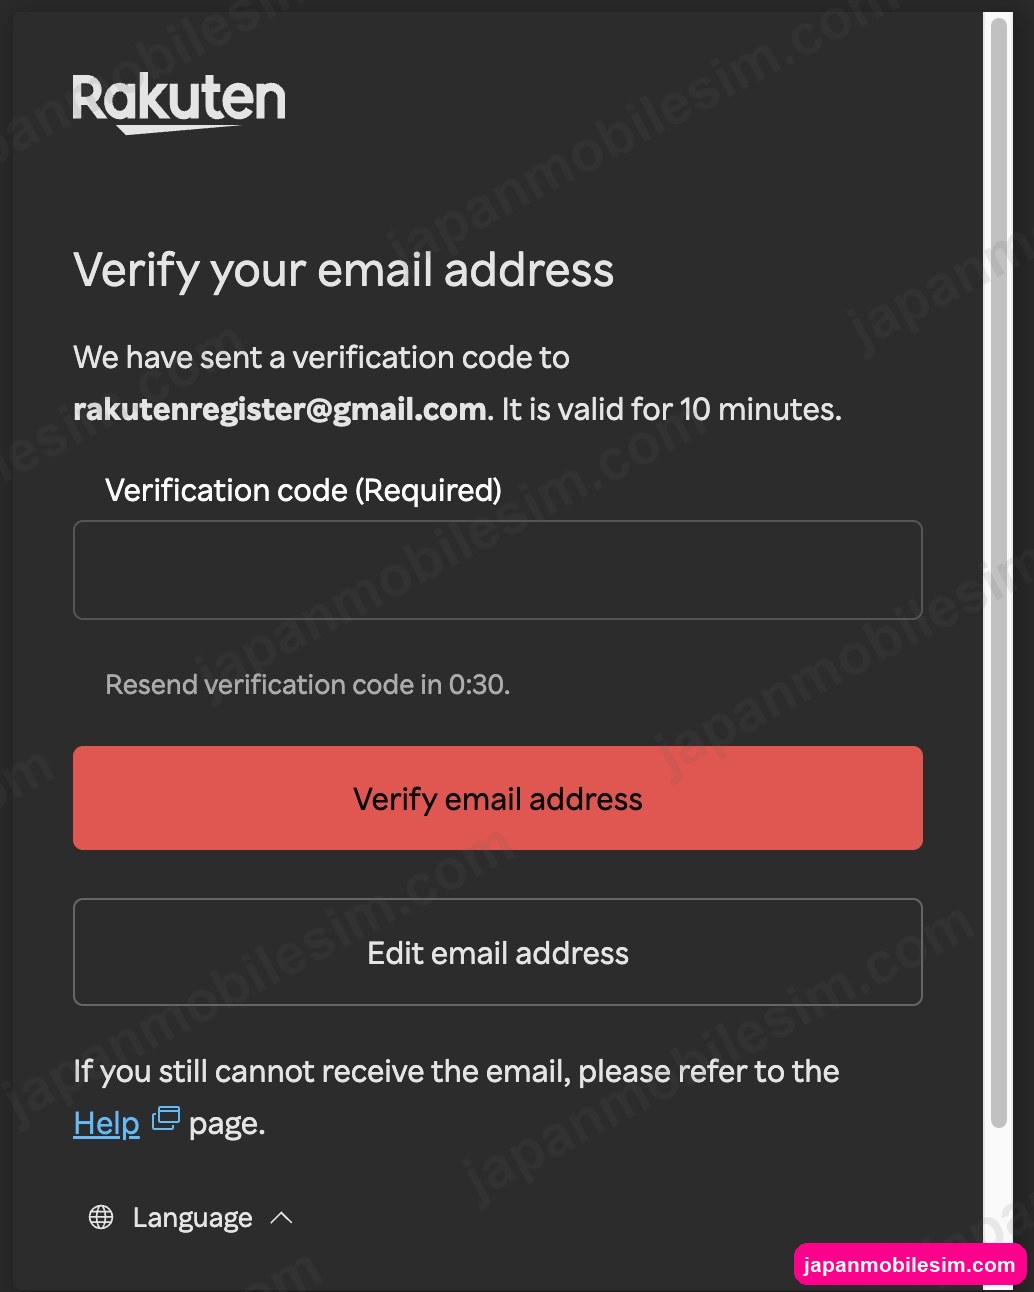 Rakuten
Verify your email address
We have sent a verification code to
rakutenregister@gmail.com. It is valid for 10 minutes.
Verification code (Required)
Resend verification code in 0:30.
Verify email address
Edit email address
If you still cannot receive the email, please refer to the
Help page.
Language
japanmobilesim.com